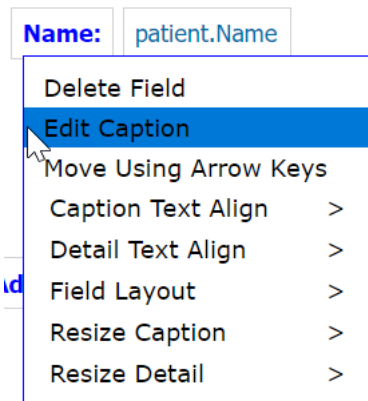 Name: patient.Name
Delete Field
Edit Caption
Move Using Arrow Keys
Caption Text Align >
Detail Text Align >
Ad
Field Layout >
Resize Caption >
Resize Detail >